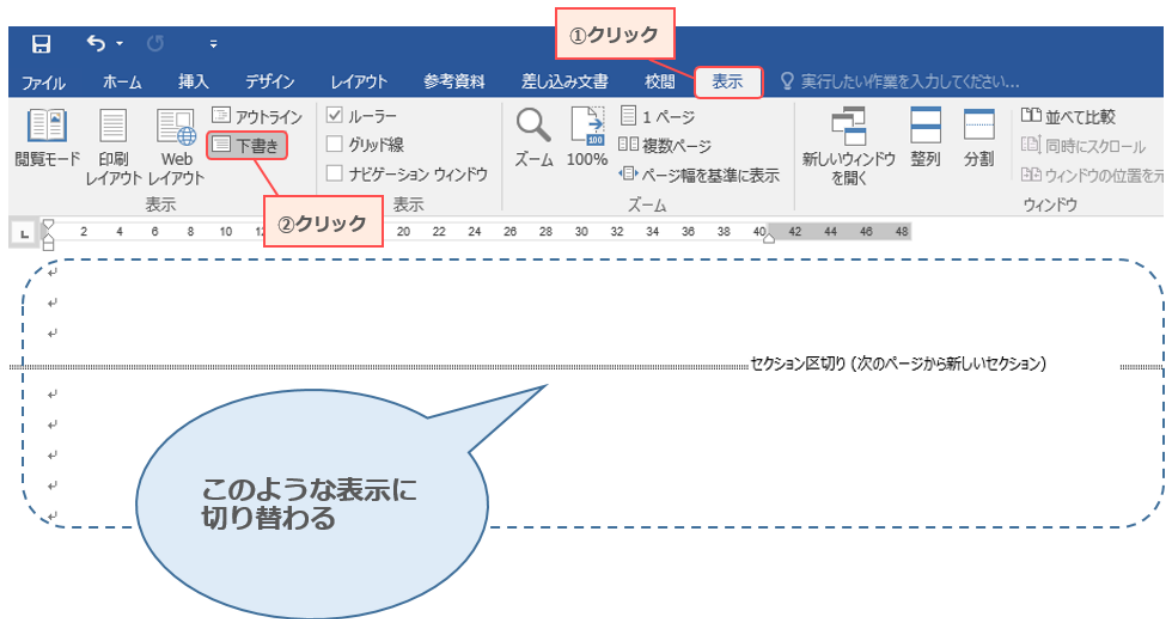 ①クリック
ファイル ホーム 挿入 デザイン レイアウト 参考資料 差し込み文書 校閲 表示 実行したい作業を入力してください...
閲覧モード
印刷
レイアウト
Web
レイアウト
アウトライン
下書き
表示
ルーラー
グリッド線
ナビゲーション ウィンドウ
表示
ズーム
100%
100
1 ページ
複数ページ
ページ幅を基準に表示
ズーム
新しいウィンドウ
を開く
整列
分割
並べて比較
同時にスクロール
ウィンドウの位置を元
ウィンドウ
②クリック
L 2 4 6 8 10 20 22 24 26 28 30 32 34 36 38 40 42 44 46 48
セクション区切り (次のページから新しいセクション)
このような表示に
切り替わる